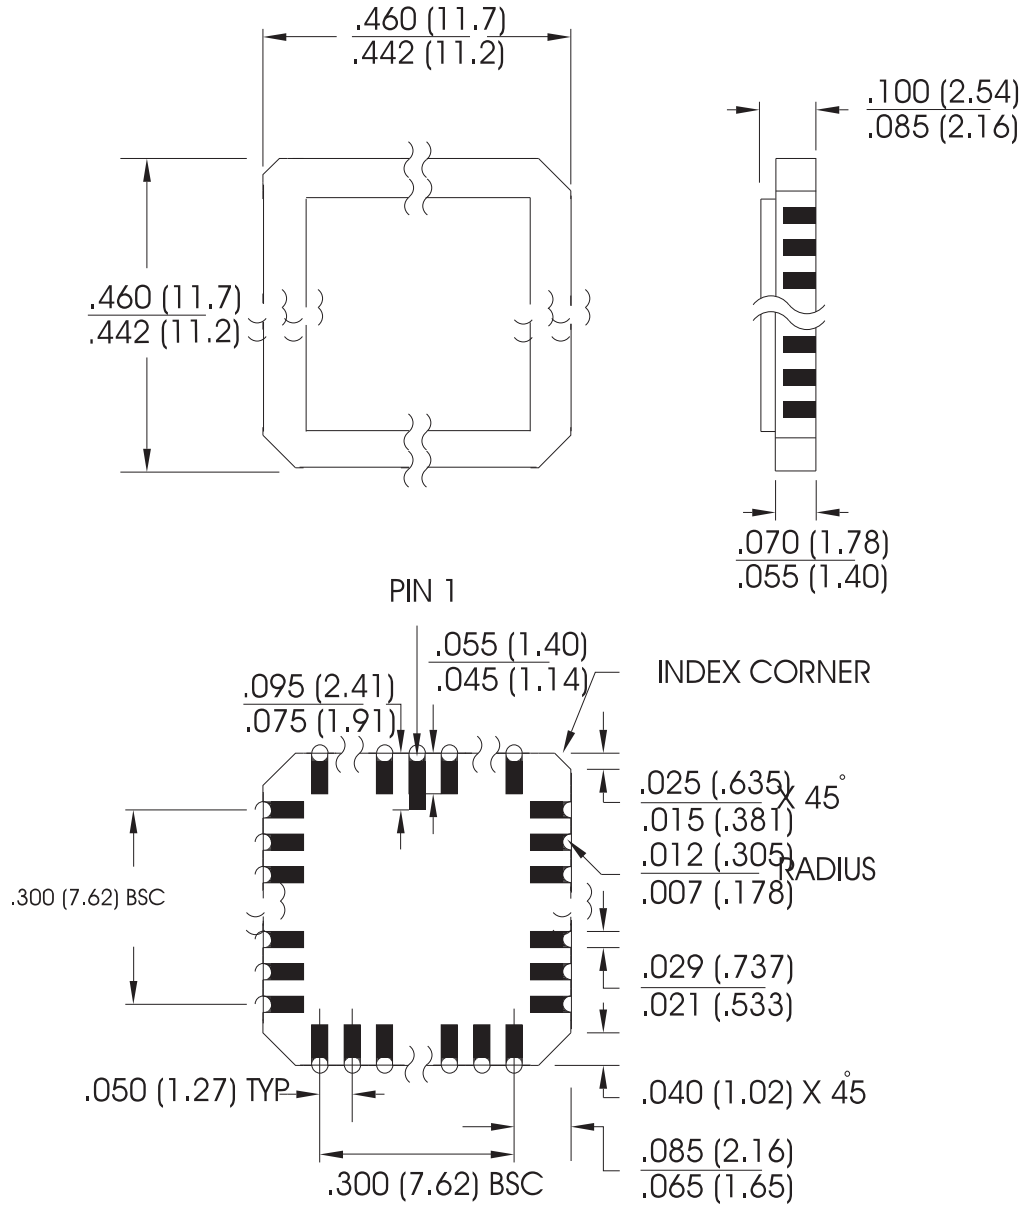 .460 (11.7)
.442 (11.2)
.100 (2.54)
.085 (2.16)
.460 (11.7)
.442 (11.2)
.070 (1.78)
.055 (1.40)
PIN 1
.055 (1.40)
.045 (1.14)
INDEX CORNER
.095 (2.41)
.075 (1.91)
.025 (.635)
.015 (.381)
X 45°
.012 (.305)
.007 (.178)
RADIUS
.300 (7.62) BSC
.029 (.737)
.021 (.533)
.050 (1.27) TYP
.040 (1.02) X 45°
.085 (2.16)
.065 (1.65)
.300 (7.62) BSC